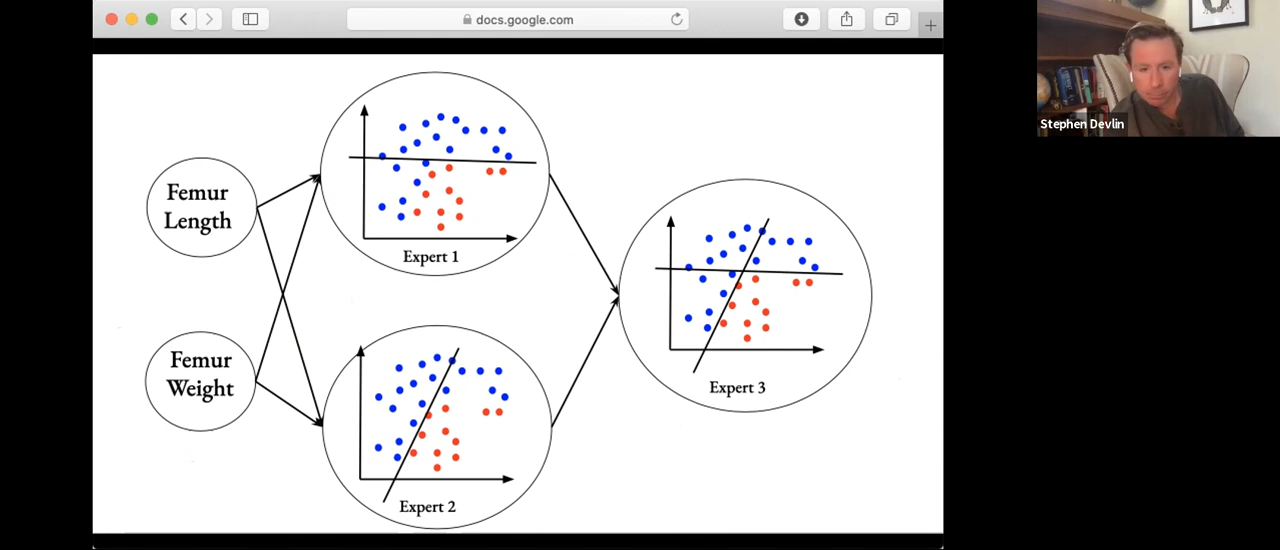 docs.google.com
Stephen Devlin
Femur
Length
Expert 1
Femur
Weight
Expert 2
Expert 3